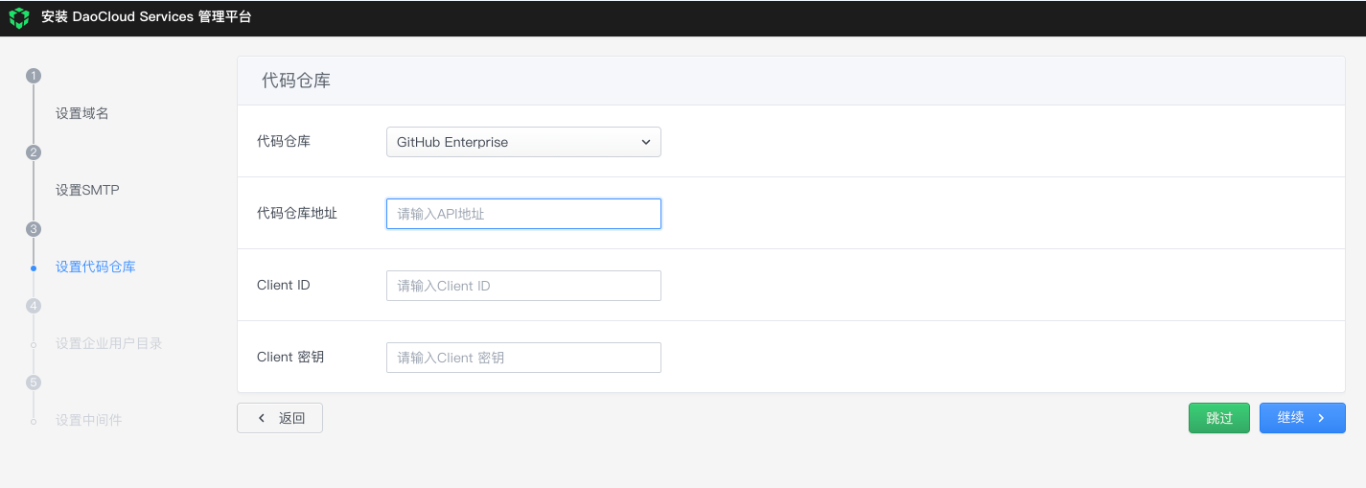 安装 DaoCloud Services 管理平台
1
设置域名
2
设置SMTP
3
设置代码仓库
4
设置企业用户目录
5
设置中间件
代码仓库
代码仓库
GitHub Enterprise
代码仓库地址
请输入API地址
Client ID
请输入Client ID
Client 密钥
请输入Client 密钥
返回
跳过
继续